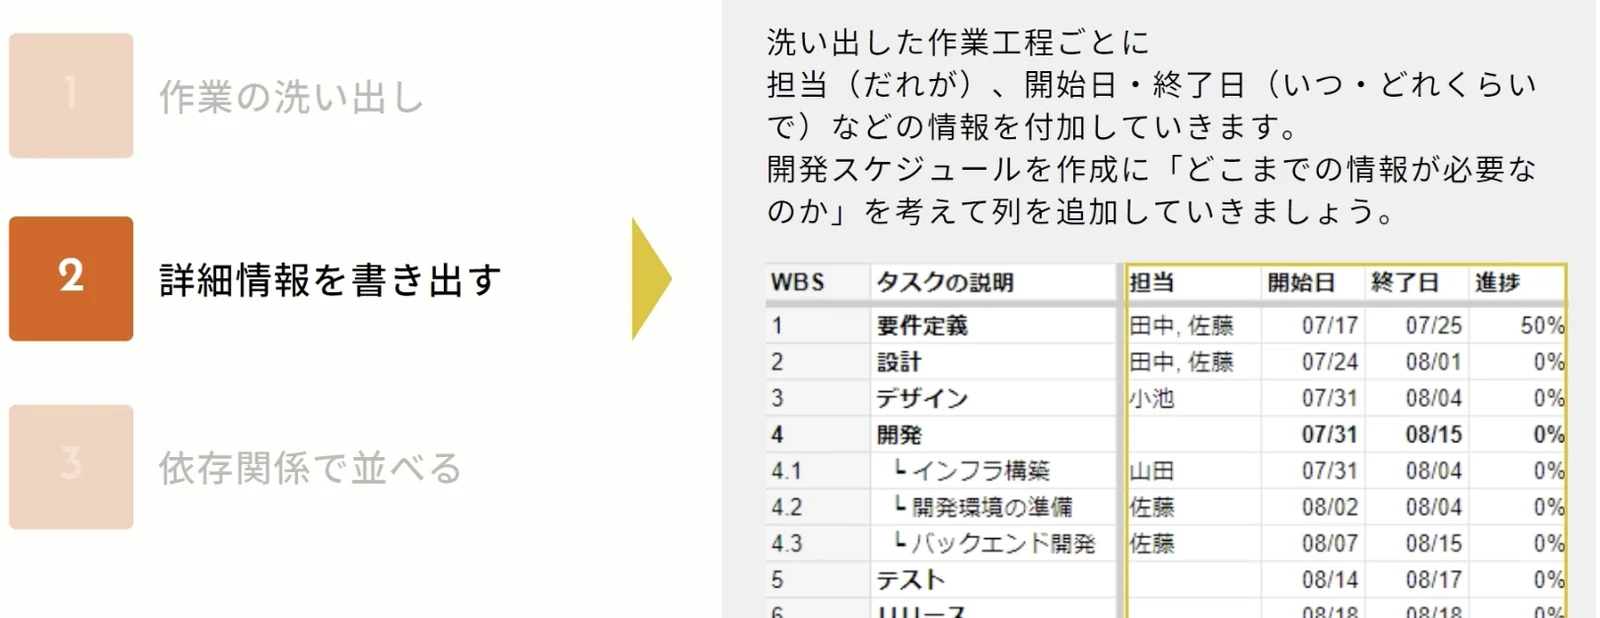 1
作業の洗い出し
2
詳細情報を書き出す
3
依存関係で並べる
洗い出した作業工程ごとに
担当（だれが）、開始日・終了日（いつ・どれくらい
で）などの情報を付加していきます。
開発スケジュールを作成に「どこまでの情報が必要な
のか」を考えて列を追加していきましょう。
WBS タスクの説明 担当 開始日 終了日 進捗
1 要件定義 田中, 佐藤 07/17 07/25 50%
2 設計 田中, 佐藤 07/24 08/01 0%
3 デザイン 小池 07/31 08/04 0%
4 開発 07/31 08/15 0%
4.1 ┗ インフラ構築 山田 07/31 08/04 0%
4.2 ┗ 開発環境の準備 佐藤 08/02 08/04 0%
4.3 ┗ バックエンド開発 佐藤 08/07 08/15 0%
5 テスト 08/14 08/17 0%
6 リリース 08/18 08/18 0%